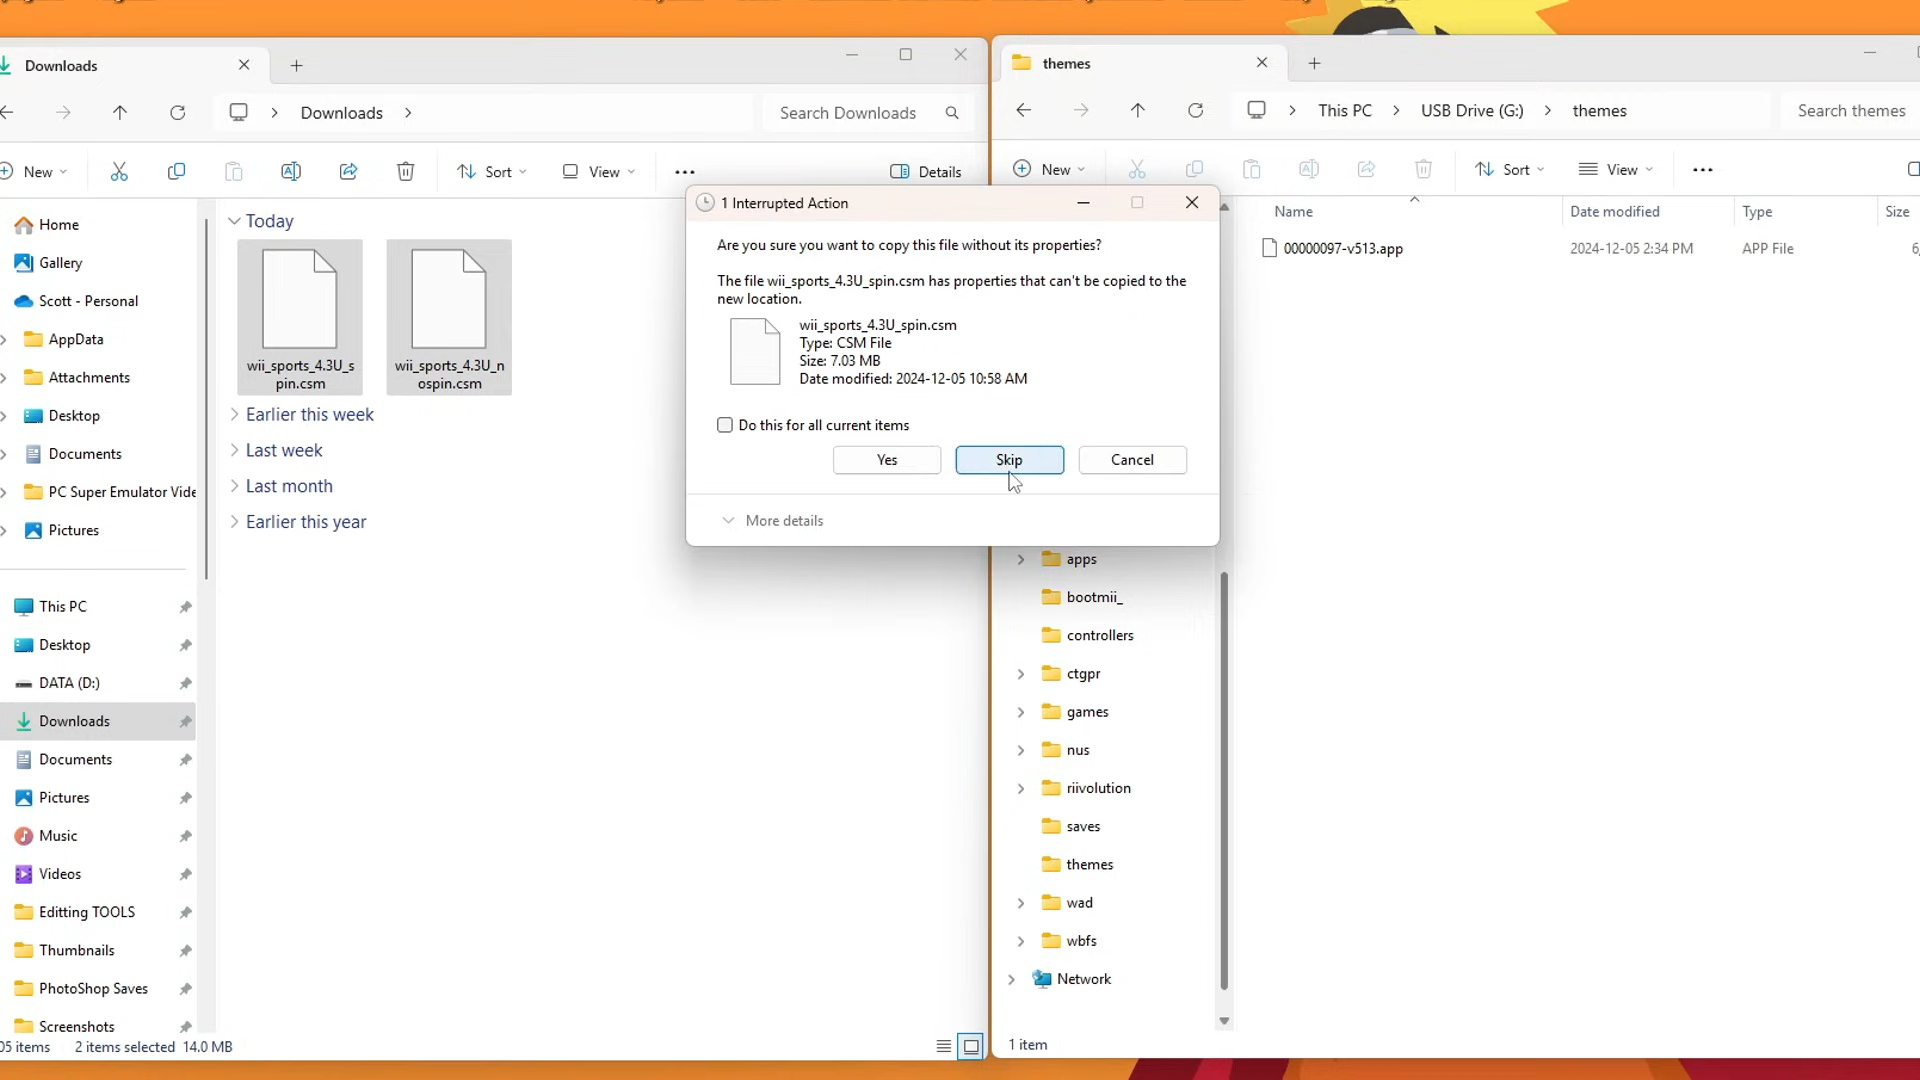 Downloads
Downloads
Search Downloads
New
Sort
View
Details
Home
Gallery
Scott - Personal
AppData
Attachments
Desktop
Documents
PC Super Emulator Vide
Pictures
This PC
Desktop
DATA (D:)
Downloads
Documents
Pictures
Music
Videos
Editting TOOLS
Thumbnails
PhotoShop Saves
Screenshots
Today
wii_sports_4.3U_s
pin.csm
wii_sports_4.3U_n
ospin.csm
Earlier this week
Last week
Last month
Earlier this year
05 items 2 items selected 14.0 MB
1 Interrupted Action
Are you sure you want to copy this file without its properties?
The file wii_sports_4.3U_spin.csm has properties that can't be copied to the
new location.
wii_sports_4.3U_spin.csm
Type: CSM File
Size: 7.03 MB
Date modified: 2024-12-05 10:58 AM
Do this for all current items
Yes Skip Cancel
More details
themes
This PC > USB Drive (G:) > themes
Search themes
New
Sort
View
Name Date modified Type Size
00000097-v513.app 2024-12-05 2:34 PM APP File 6,
apps
bootmii_
controllers
ctgpr
games
nus
riivolution
saves
themes
wad
wbfs
Network
1 item